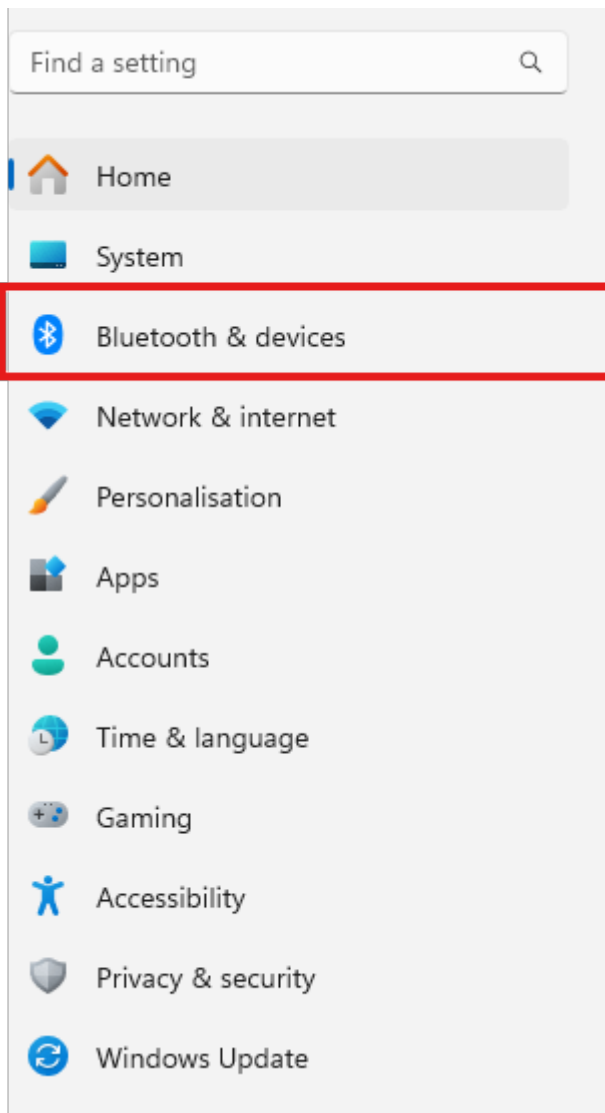 Find a setting
Home
System
Bluetooth & devices
Network & internet
Personalisation
Apps
Accounts
Time & language
Gaming
Accessibility
Privacy & security
Windows Update